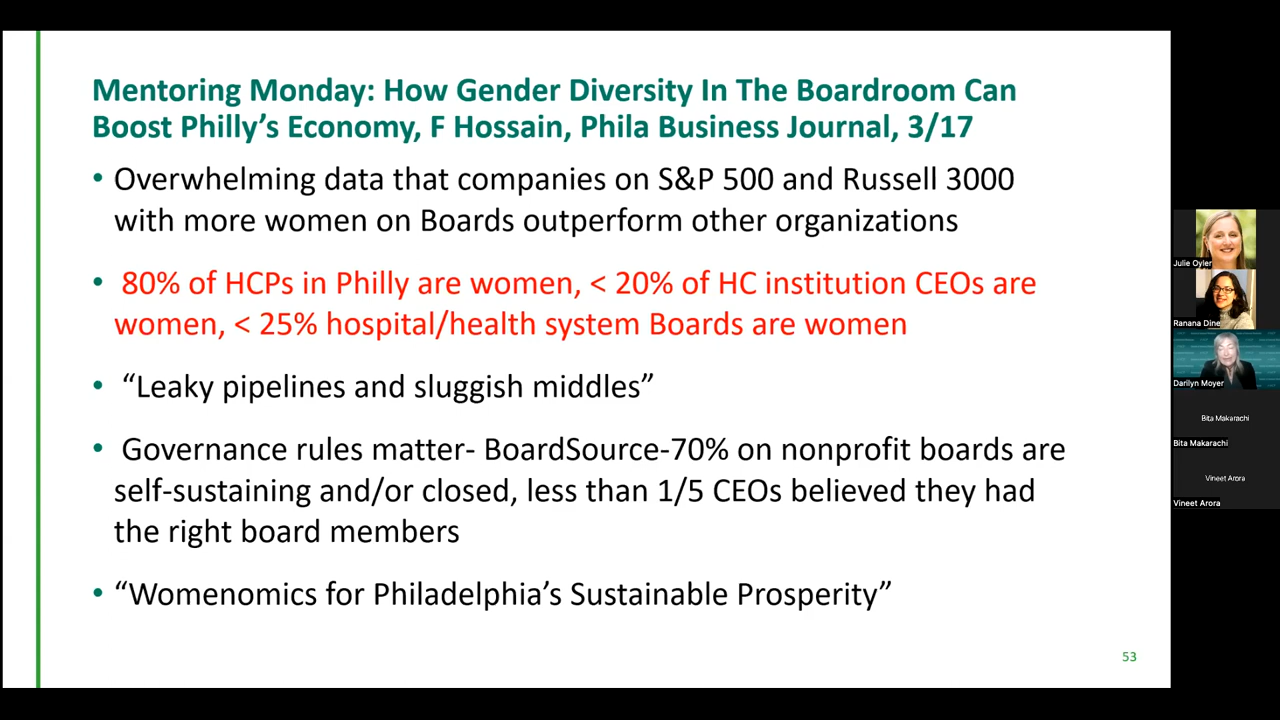 Mentoring Monday: How Gender Diversity In The Boardroom Can
Boost Philly’s Economy, F Hossain, Phila Business Journal, 3/17
• Overwhelming data that companies on S&P 500 and Russell 3000
with more women on Boards outperform other organizations
• 80% of HCPs in Philly are women, < 20% of HC institution CEOs are
women, < 25% hospital/health system Boards are women
• “Leaky pipelines and sluggish middles”
• Governance rules matter- BoardSource-70% on nonprofit boards are
self-sustaining and/or closed, less than 1/5 CEOs believed they had
the right board members
• “Womenomics for Philadelphia’s Sustainable Prosperity”
53
Julie Oyler
Ranana Dine
Darilyn Moyer
Bita Makarachi
Bita Makarachi
Vineet Arora
Vineet Arora